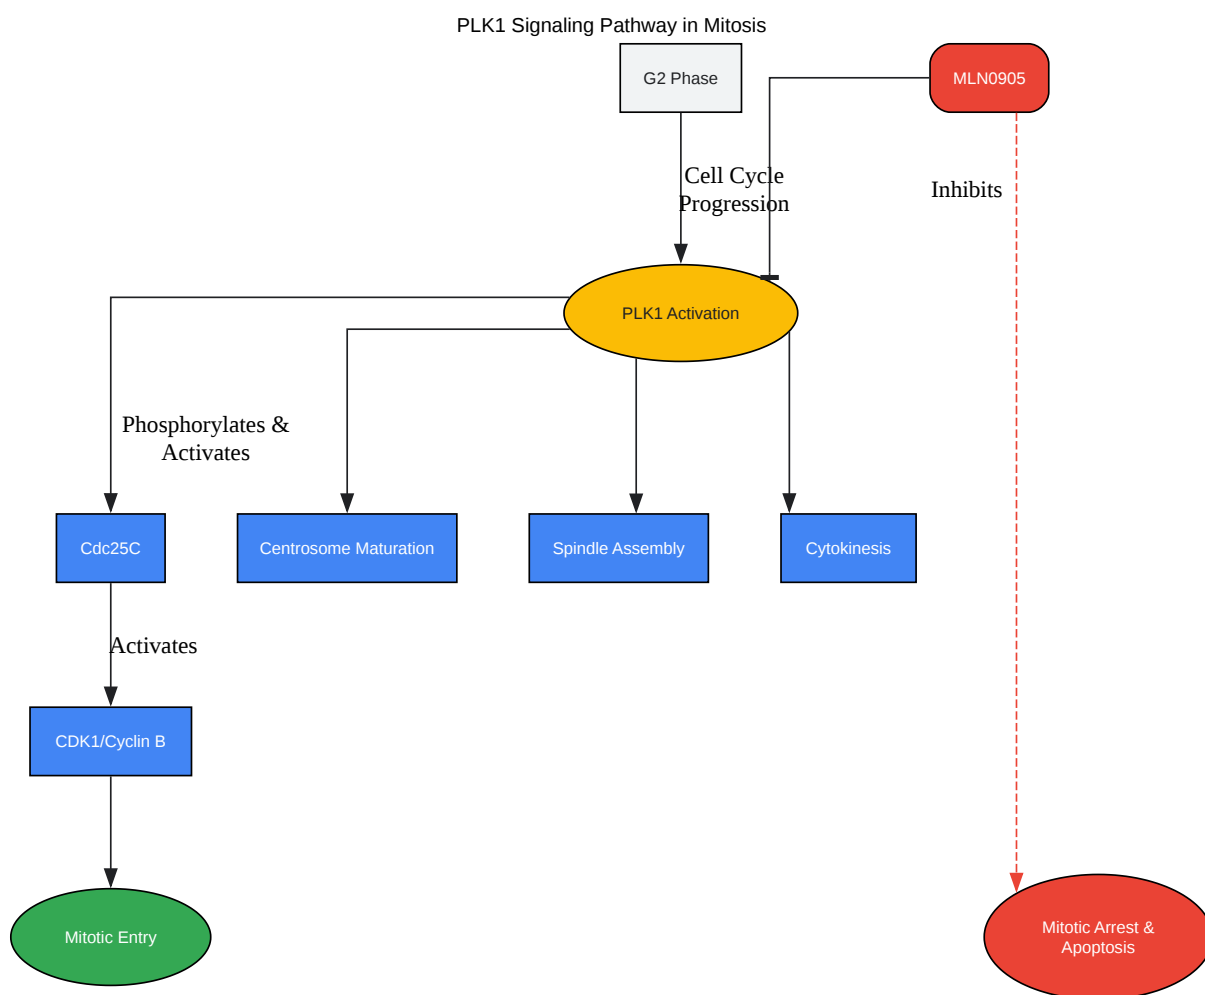 PLK1 Signaling Pathway in Mitosis
G2 Phase
MLN0905
Cell Cycle
Progression
Inhibits
PLK1 Activation
Phosphorylates &
Activates
Cdc25C
Centrosome Maturation
Spindle Assembly
Cytokinesis
Activates
CDK1/Cyclin B
Mitotic Entry
Mitotic Arrest &
Apoptosis